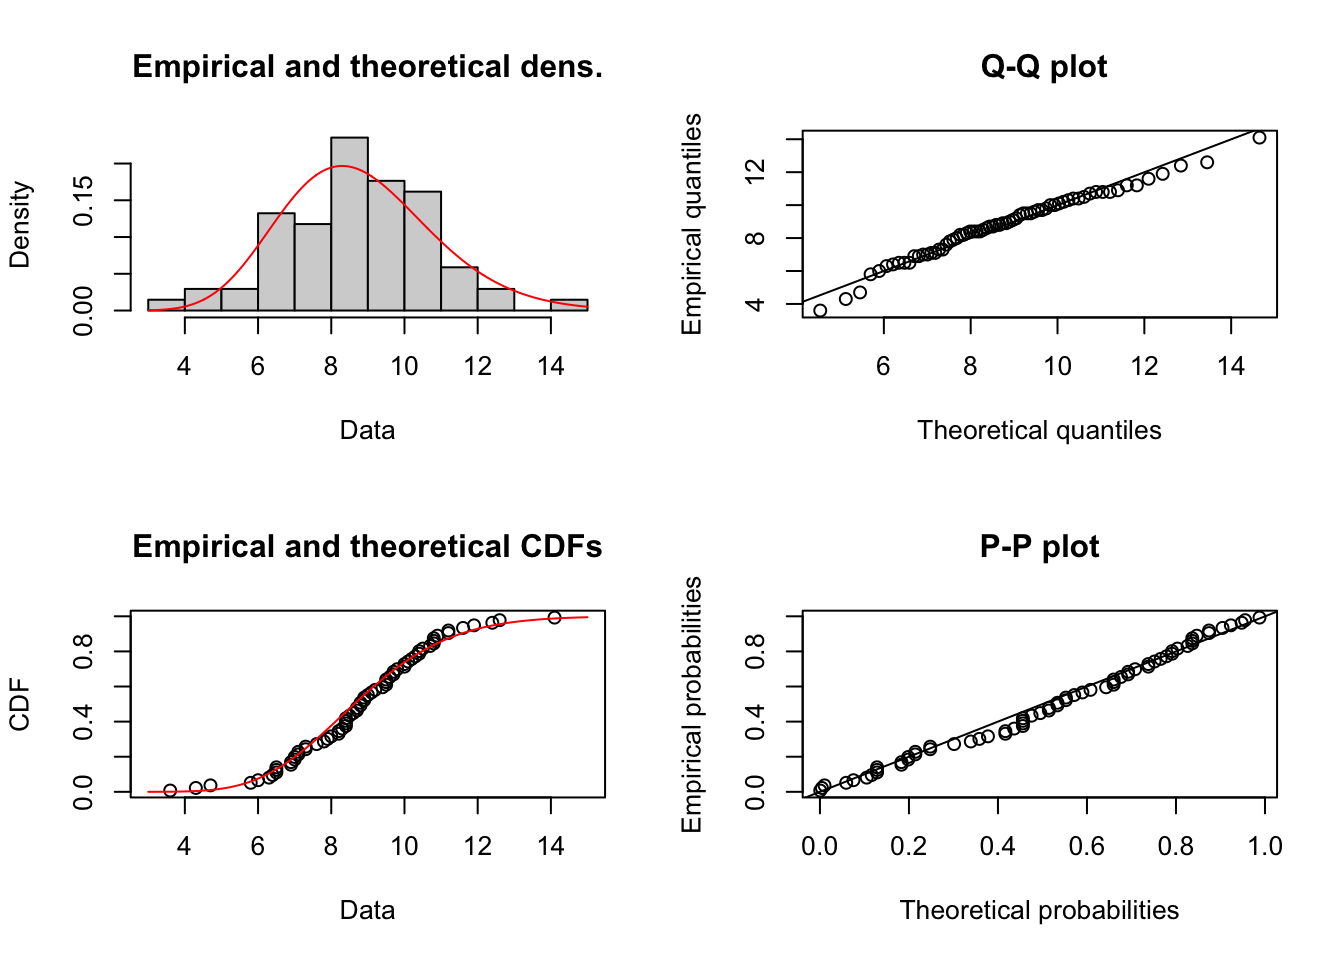 Empirical and theoretical dens.
Density
0.00 0.15
4 6 8 10 12 14
Data
Q-Q plot
Empirical quantiles
4 8 12
6 8 10 12 14
Theoretical quantiles
Empirical and theoretical CDFs
CDF
0.0 0.4 0.8
4 6 8 10 12 14
Data
P-P plot
Empirical probabilities
0.0 0.4 0.8
0.0 0.2 0.4 0.6 0.8 1.0
Theoretical probabilities